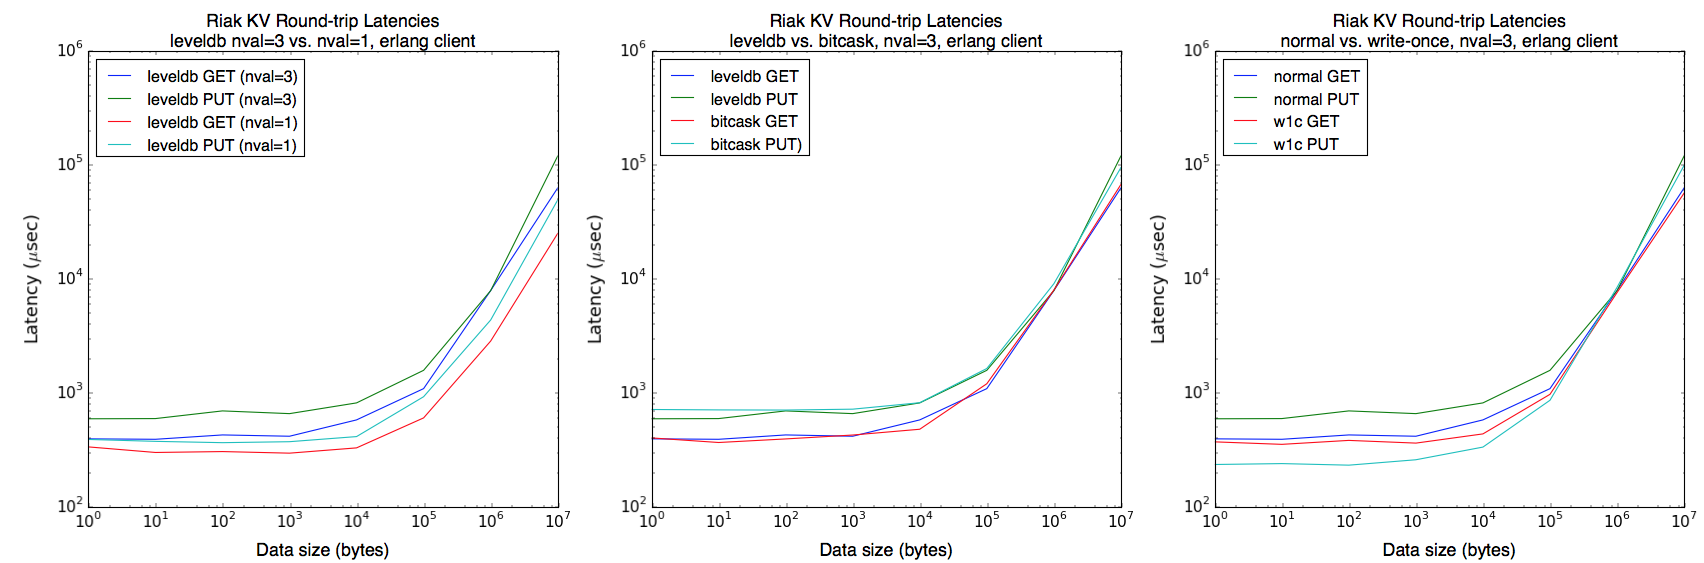 Riak KV Round-trip Latencies
leveldb nval=3 vs. nval=1, erlang client
leveldb GET (nval=3)
leveldb PUT (nval=3)
leveldb GET (nval=1)
leveldb PUT (nval=1)
10^6
10^5
10^4
10^3
10^2
Latency (μsec)
10^0 10^1 10^2 10^3 10^4 10^5 10^6 10^7
Data size (bytes)
Riak KV Round-trip Latencies
leveldb vs. bitcask, nval=3, erlang client
leveldb GET
leveldb PUT
bitcask GET
bitcask PUT)
10^6
10^5
10^4
10^3
10^2
Latency (μsec)
10^0 10^1 10^2 10^3 10^4 10^5 10^6 10^7
Data size (bytes)
Riak KV Round-trip Latencies
normal vs. write-once, nval=3, erlang client
normal GET
normal PUT
w1c GET
w1c PUT
10^6
10^5
10^4
10^3
10^2
Latency (μsec)
10^0 10^1 10^2 10^3 10^4 10^5 10^6 10^7
Data size (bytes)